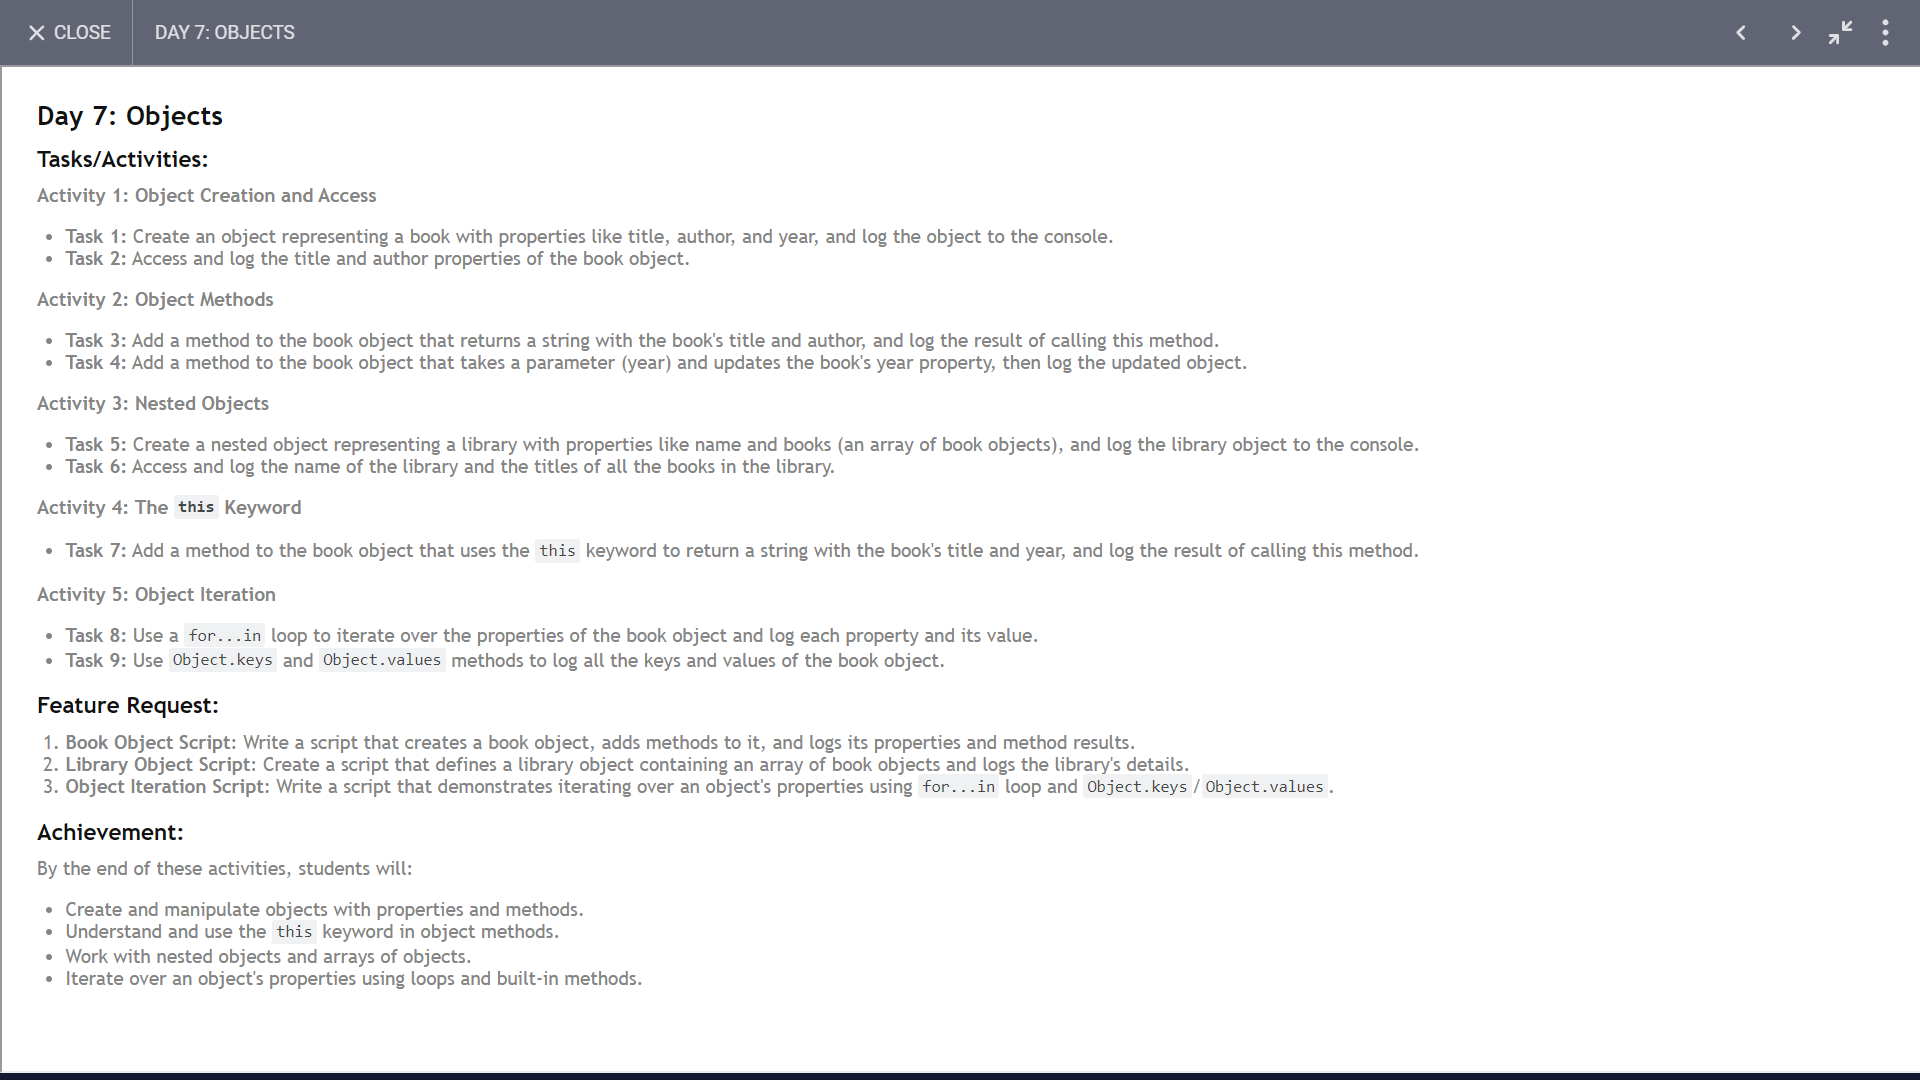 CLOSE
DAY 7: OBJECTS
Day 7: Objects
Tasks/Activities:
Activity 1: Object Creation and Access
• Task 1: Create an object representing a book with properties like title, author, and year, and log the object to the console.
• Task 2: Access and log the title and author properties of the book object.
Activity 2: Object Methods
• Task 3: Add a method to the book object that returns a string with the book's title and author, and log the result of calling this method.
• Task 4: Add a method to the book object that takes a parameter (year) and updates the book's year property, then log the updated object.
Activity 3: Nested Objects
• Task 5: Create a nested object representing a library with properties like name and books (an array of book objects), and log the library object to the console.
• Task 6: Access and log the name of the library and the titles of all the books in the library.
Activity 4: The this Keyword
• Task 7: Add a method to the book object that uses the this keyword to return a string with the book's title and year, and log the result of calling this method.
Activity 5: Object Iteration
• Task 8: Use a for...in loop to iterate over the properties of the book object and log each property and its value.
• Task 9: Use Object.keys and Object.values methods to log all the keys and values of the book object.
Feature Request:
1. Book Object Script: Write a script that creates a book object, adds methods to it, and logs its properties and method results.
2. Library Object Script: Create a script that defines a library object containing an array of book objects and logs the library's details.
3. Object Iteration Script: Write a script that demonstrates iterating over an object's properties using for...in loop and Object.keys/Object.values.
Achievement:
By the end of these activities, students will:
• Create and manipulate objects with properties and methods.
• Understand and use the this keyword in object methods.
• Work with nested objects and arrays of objects.
• Iterate over an object's properties using loops and built-in methods.